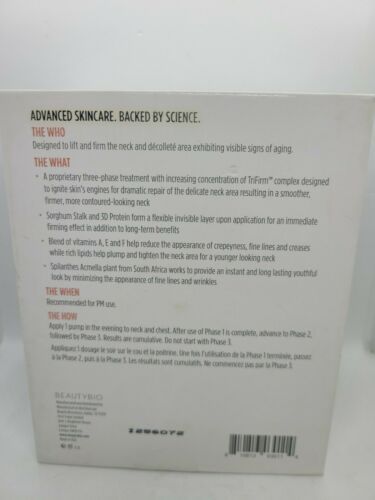 ADVANCED SKINCARE. BACKED BY SCIENCE.
THE WHO
Designed to lift and firm the neck and décolleté area exhibiting visible signs of aging.
THE WHAT
• A proprietary three-phase treatment with increasing concentration of TriFirm™ complex designed
to ignite skin's engines for dramatic repair of the delicate neck area resulting in a smoother,
firmer, more contoured-looking neck
• Sorghum Stalk and 3D Protein form a flexible invisible layer upon application for an immediate
firming effect in addition to long-term benefits
• Blend of vitamins A, E and F help reduce the appearance of crepeyness, fine lines and creases
while rich lipids help plump and tighten the neck area for a younger looking neck
• Spilanthes Acmella plant from South Africa works to provide an instant and long lasting youthful
look by minimizing the appearance of fine lines and wrinkles
THE WHEN
Recommended for PM use.
THE HOW
Apply 1 pump in the evening to neck and chest. After use of Phase 1 is complete, advance to Phase 2,
followed by Phase 3. Results are cumulative. Do not start with Phase 3.
Appliquez 1 dosage le soir sur le cou et la poitrine. Une fois l'utilisation de la Phase 1 terminée, passez
à la Phase 2, puis à la Phase 3. Les résultats sont cumulatifs. Ne commencez pas par la Phase 3.
BEAUTYBIO
1296072